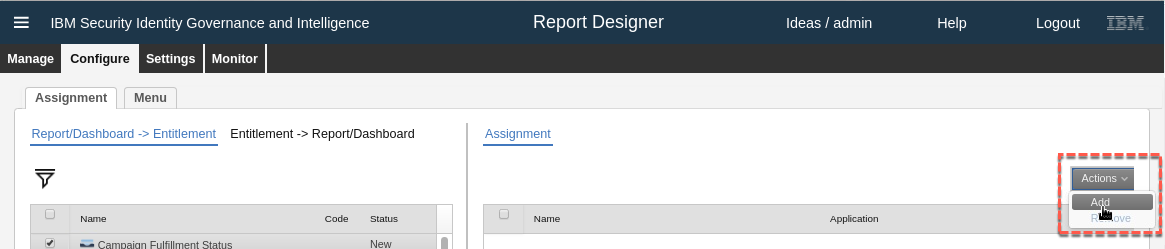 IBM Security Identity Governance and Intelligence Report Designer Ideas / admin Help Logout IBM
Manage Configure Settings Monitor
Assignment Menu
Report/Dashboard -> Entitlement Entitlement -> Report/Dashboard Assignment
Actions
Name Code Status Name Application
Add
Remove
Campaign Fulfillment Status New